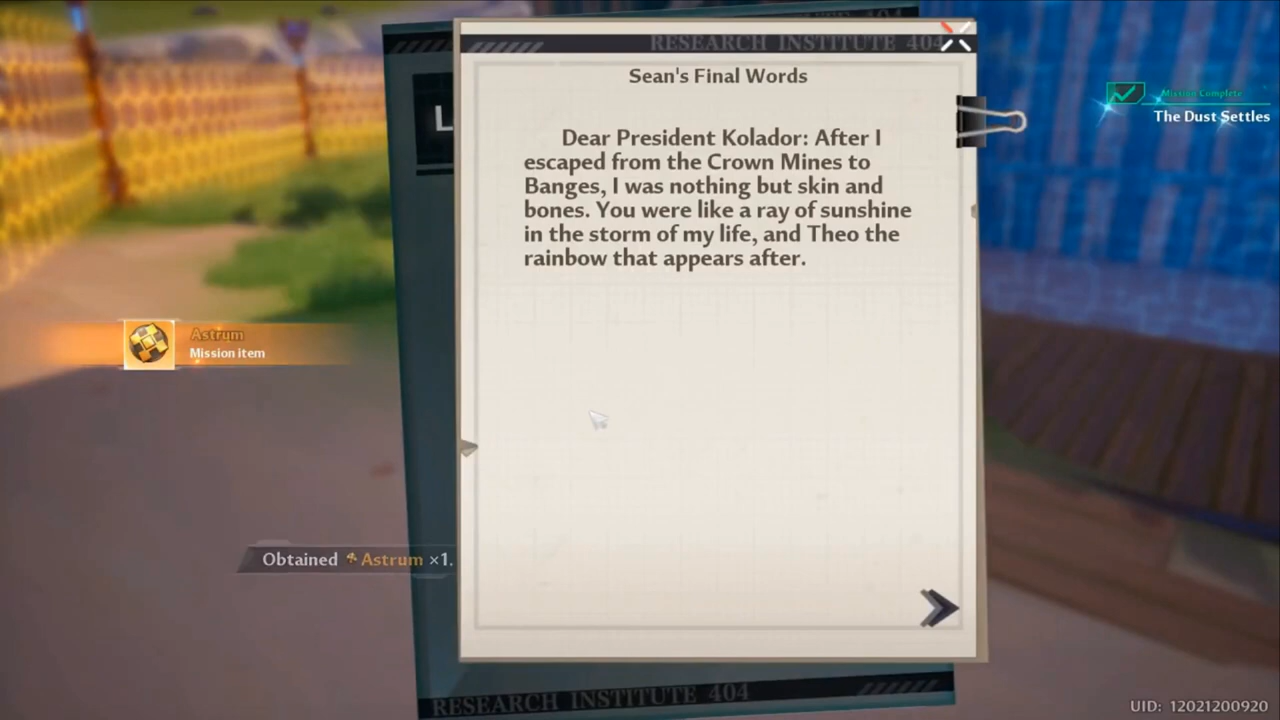 RESEARCH INSTITUTE 404
Sean's Final Words
Dear President Kolador: After I
escaped from the Crown Mines to
Banges, I was nothing but skin and
bones. You were like a ray of sunshine
in the storm of my life, and Theo the
rainbow that appears after.
L
Mission Complete
The Dust Settles
Astrum
Mission item
Obtained Astrum ×1.
RESEARCH INSTITUTE 404
UID: 12021200920